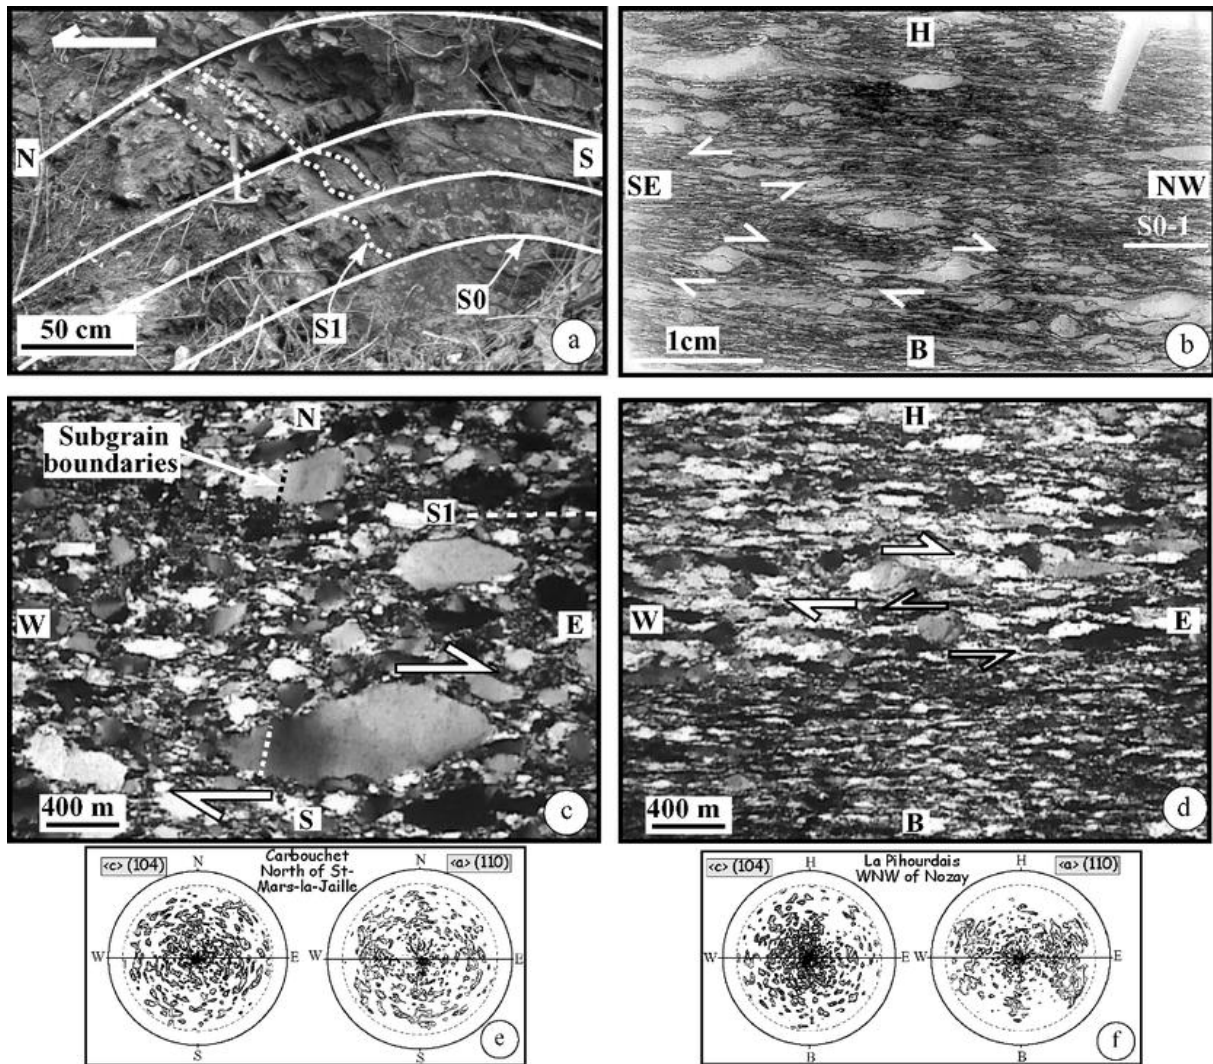 N
S
S1
S0
50 cm
a
H
SE
NW
S0-1
1cm
B
b
N
Subgrain
boundaries
S1
W
E
400 m
S
c
H
W
E
400 m
B
d
<c> (104)
Carbouchet
North of St-
Mars-la-Jaille
<a> (110)
N
N
W
E
W
E
S
S
e
<c> (104)
La Pihourdais
WNW of Nozay
<a> (110)
H
H
W
E
W
E
B
B
f